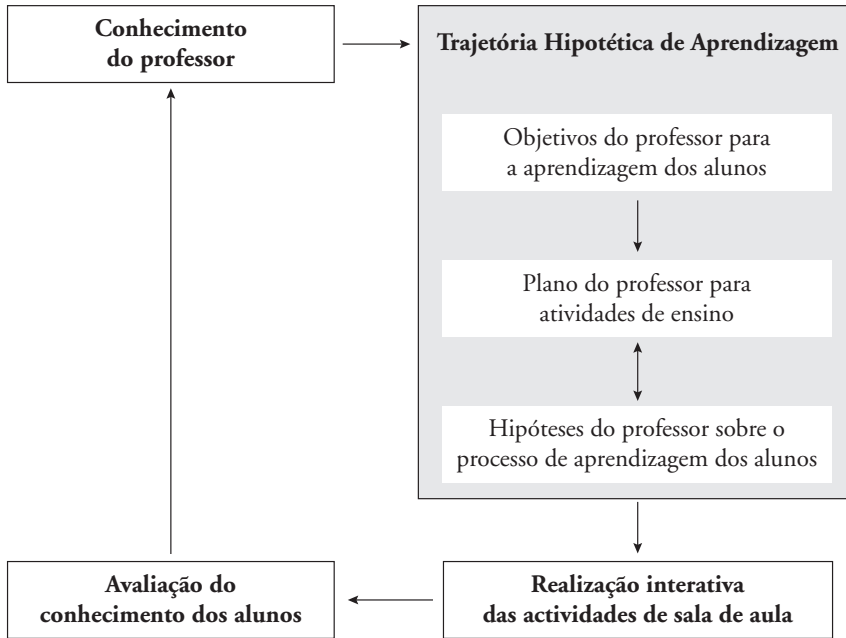 Conhecimento
do professor
Trajetória Hipotética de Aprendizagem
Objetivos do professor para
a aprendizagem dos alunos
Plano do professor para
atividades de ensino
Hipóteses do professor sobre o
processo de aprendizagem dos alunos
Avaliação do
conhecimento dos alunos
Realização interativa
das actividades de sala de aula